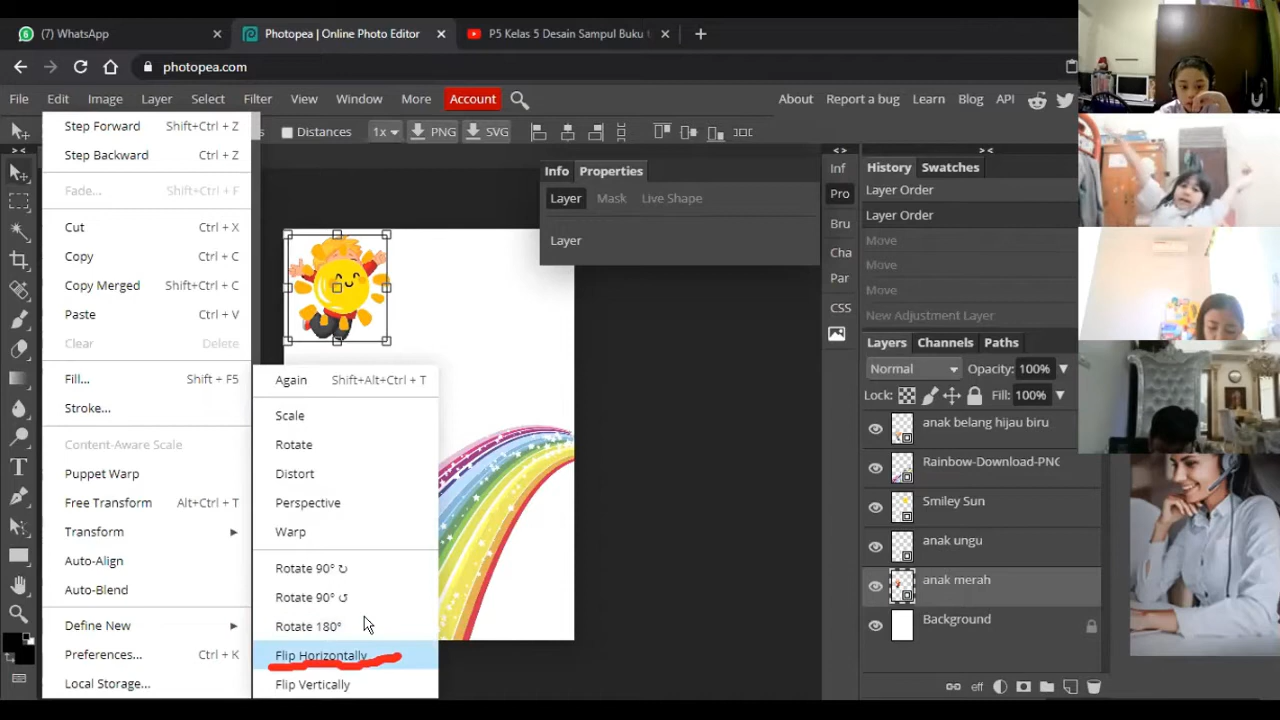 (7) WhatsApp
Photopea | Online Photo Editor
P5 Kelas 5 Desain Sampul Buku
photopea.com
File Edit Image Layer Select Filter View Window More Account
About Report a bug Learn Blog API
Distances 1x PNG SVG
Step Forward Shift+Ctrl + Z
Step Backward Ctrl + Z
Fade... Shift+Ctrl + F
Cut Ctrl + X
Copy Ctrl + C
Copy Merged Shift+Ctrl + C
Paste Ctrl + V
Clear Delete
Fill... Shift + F5
Stroke...
Content-Aware Scale
Puppet Warp
Free Transform Alt+Ctrl + T
Transform
Auto-Align
Auto-Blend
Define New
Preferences... Ctrl + K
Local Storage...
Again Shift+Alt+Ctrl + T
Scale
Rotate
Distort
Perspective
Warp
Rotate 90° ↻
Rotate 90° ↺
Rotate 180°
Flip Horizontally
Flip Vertically
Info Properties
Layer Mask Live Shape
Layer
Inf
Pro
Bru
Cha
Par
CSS
History Swatches
Layer Order
Layer Order
Move
Move
Move
New Adjustment Layer
Layers Channels Paths
Normal Opacity: 100%
Lock: Fill: 100%
anak belang hijau biru
Rainbow-Download-PNG
Smiley Sun
anak ungu
anak merah
Background
eff